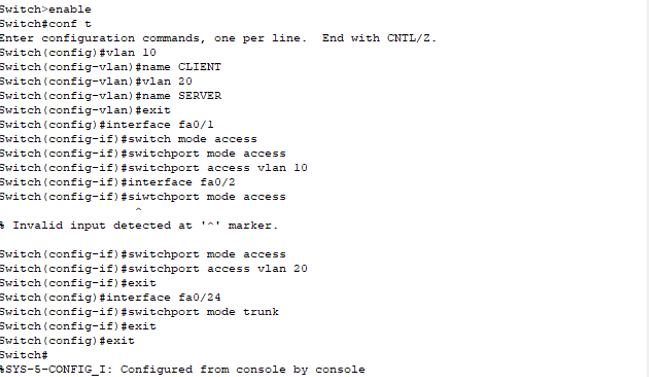 Switch>enable
Switch#conf t
Enter configuration commands, one per line.  End with CNTL/Z.
Switch(config)#vlan 10
Switch(config-vlan)#name CLIENT
Switch(config-vlan)#vlan 20
Switch(config-vlan)#name SERVER
Switch(config-vlan)#exit
Switch(config)#interface fa0/1
Switch(config-if)#switch mode access
Switch(config-if)#switchport mode access
Switch(config-if)#switchport access vlan 10
Switch(config-if)#interface fa0/2
Switch(config-if)#siwtchport mode access
^
% Invalid input detected at '^' marker.
Switch(config-if)#switchport mode access
Switch(config-if)#switchport access vlan 20
Switch(config-if)#exit
Switch(config)#interface fa0/24
Switch(config-if)#switchport mode trunk
Switch(config-if)#exit
Switch(config)#exit
Switch#
%SYS-5-CONFIG_I: Configured from console by console